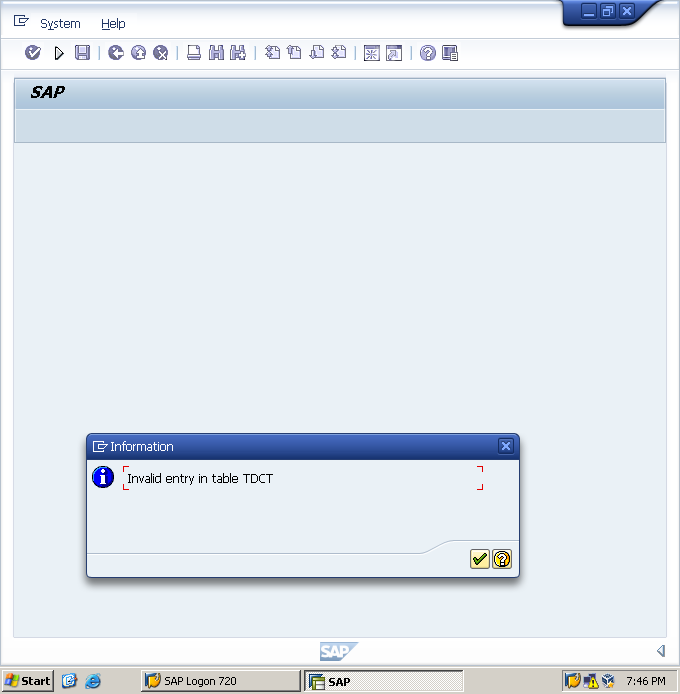 System Help
SAP
Information
Invalid entry in table TDCT
SAP
Start SAP Logon 720 SAP 7:46 PM